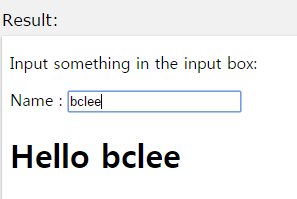 Result:
Input something in the input box:
Name : bclee
Hello bclee